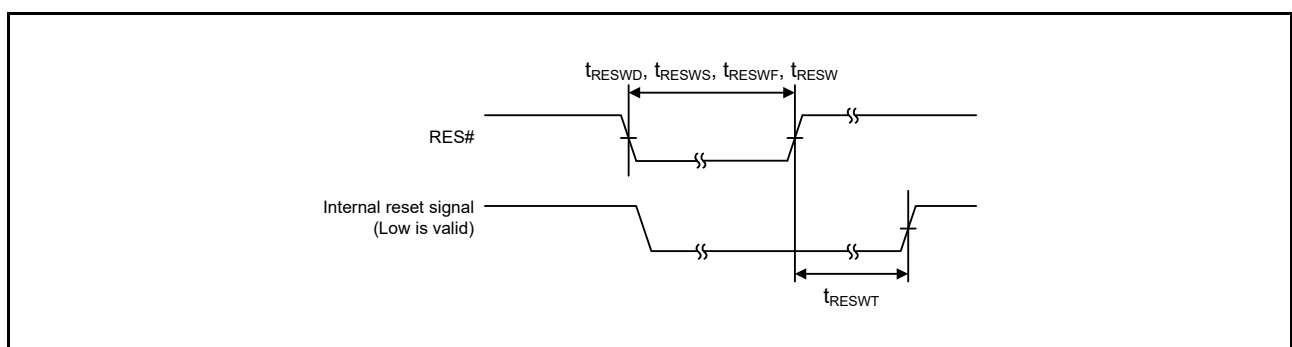 tRESWD, tRESWS, tRESWF, tRESW
RES#
Internal reset signal
(Low is valid)
tRESWT